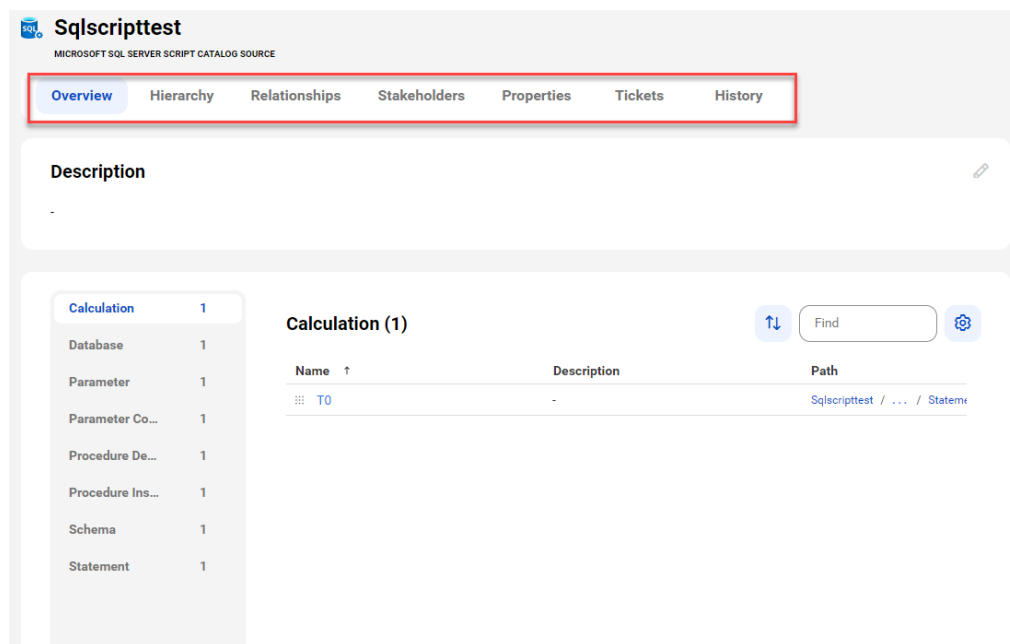 SQL
Sqlscripttest
MICROSOFT SQL SERVER SCRIPT CATALOG SOURCE
Overview Hierarchy Relationships Stakeholders Properties Tickets History
Description
-
Calculation 1
Database 1
Parameter 1
Parameter Co... 1
Procedure De... 1
Procedure Ins... 1
Schema 1
Statement 1
Calculation (1)
Find
Name ↑ Description Path
T0 - Sqlscripttest / ... / Stateme